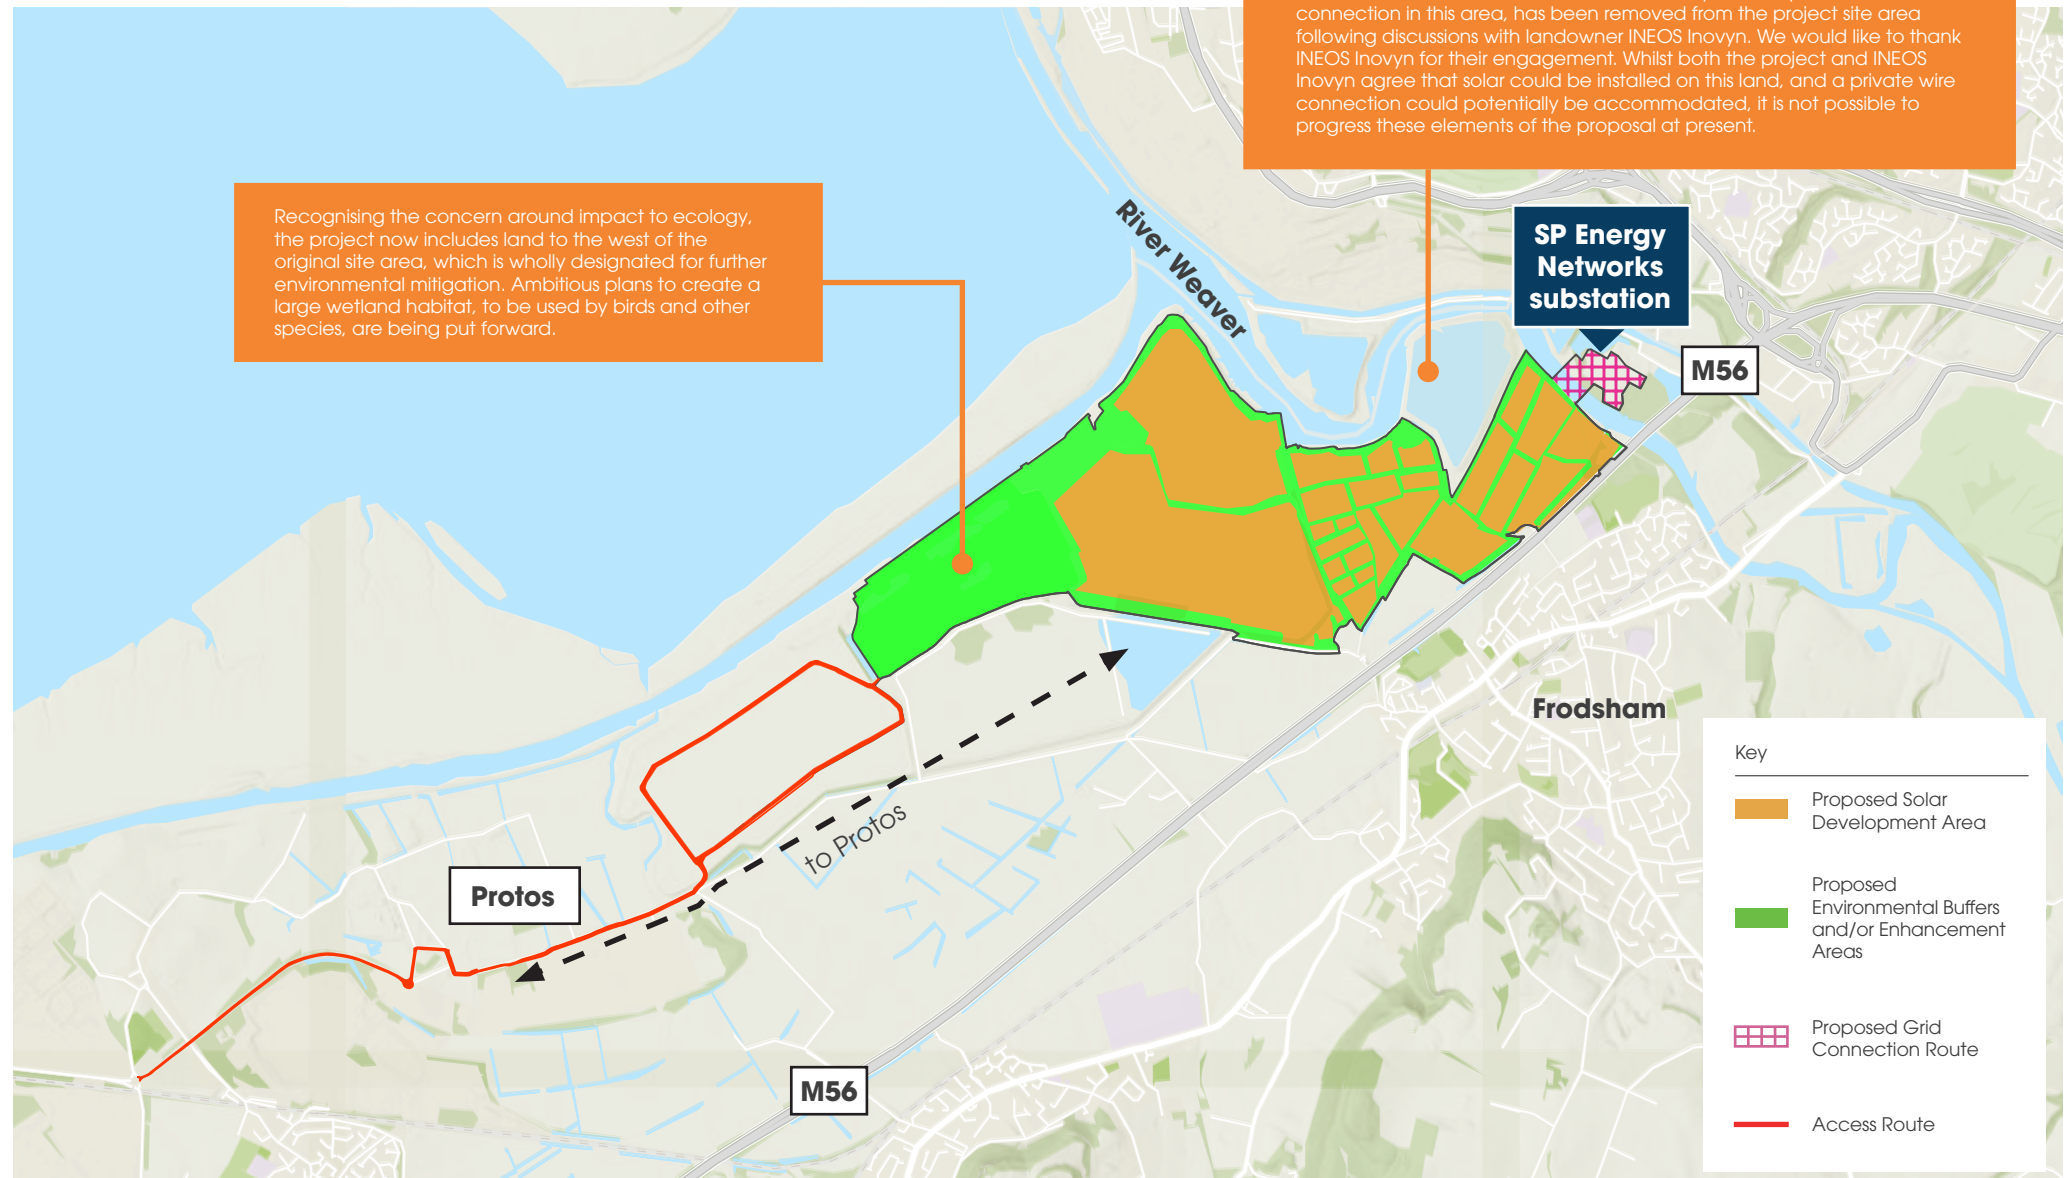 connection in this area, has been removed from the project site area
following discussions with landowner INEOS Inovyn. We would like to thank
INEOS Inovyn for their engagement. Whilst both the project and INEOS
Inovyn agree that solar could be installed on this land, and a private wire
connection could potentially be accommodated, it is not possible to
progress these elements of the proposal at present.
Recognising the concern around impact to ecology,
the project now includes land to the west of the
original site area, which is wholly designated for further
environmental mitigation. Ambitious plans to create a
large wetland habitat, to be used by birds and other
species, are being put forward.
River Weaver
SP Energy
Networks
substation
M56
Frodsham
to Protos
Protos
M56
Key
Proposed Solar
Development Area
Proposed
Environmental Buffers
and/or Enhancement
Areas
Proposed Grid
Connection Route
Access Route